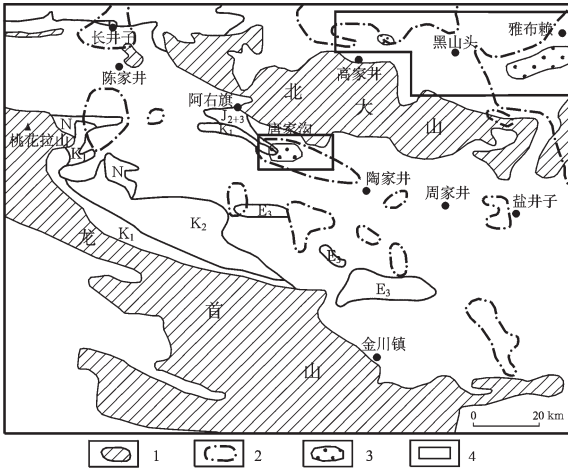 长井子
陈家井
桃花拉山
N
K
N
阿右旗
J2+3
K1
唐家沟
北大山
高家井
黑山头
雅布赖
陶家井
周家井
盐井子
K1
K2
E3
E3
E3
龙首山
金川镇
0 20 km
1 2 3 4